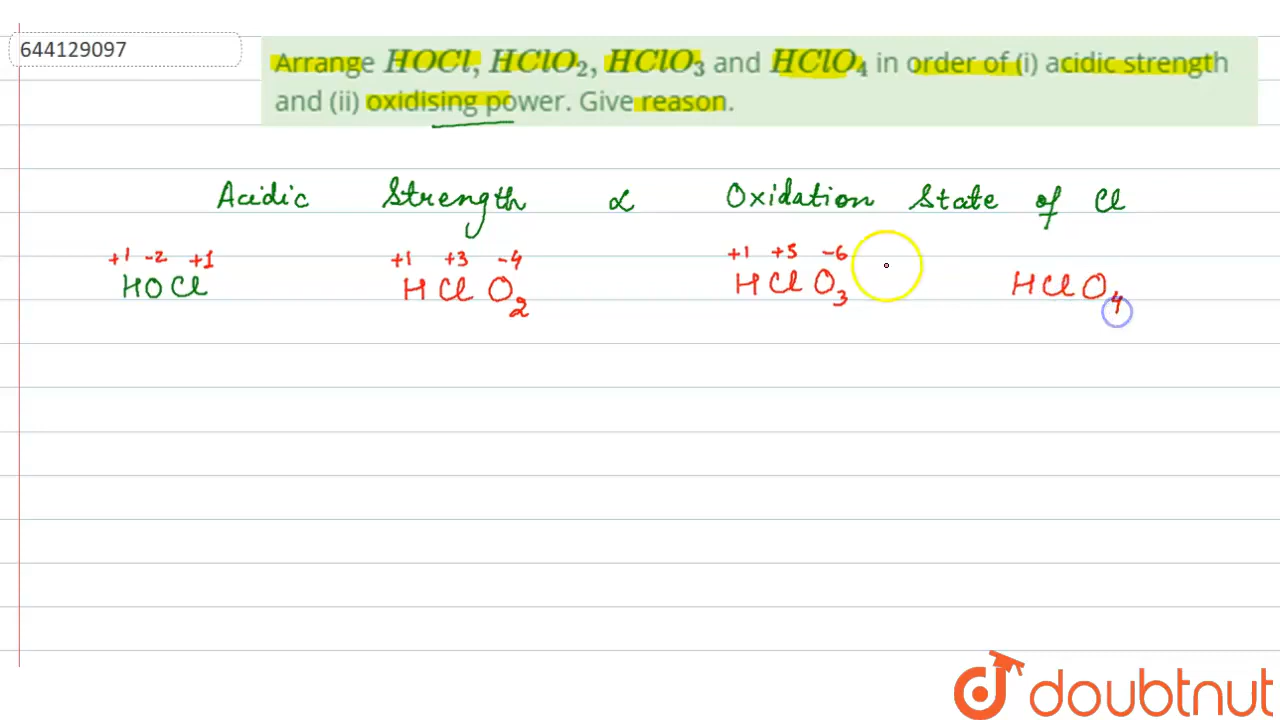 644129097
Arrange HOCl, HClO₂, HClO₃ and HClO₄ in order of (i) acidic strength
and (ii) oxidising power. Give reason.
Acidic Strength ∝ Oxidation State of Cl
+1 -2 +1 +1 +3 -4 +1 +5 -6
HOCl HClO₂ HClO₃ HClO₄
doubtnut